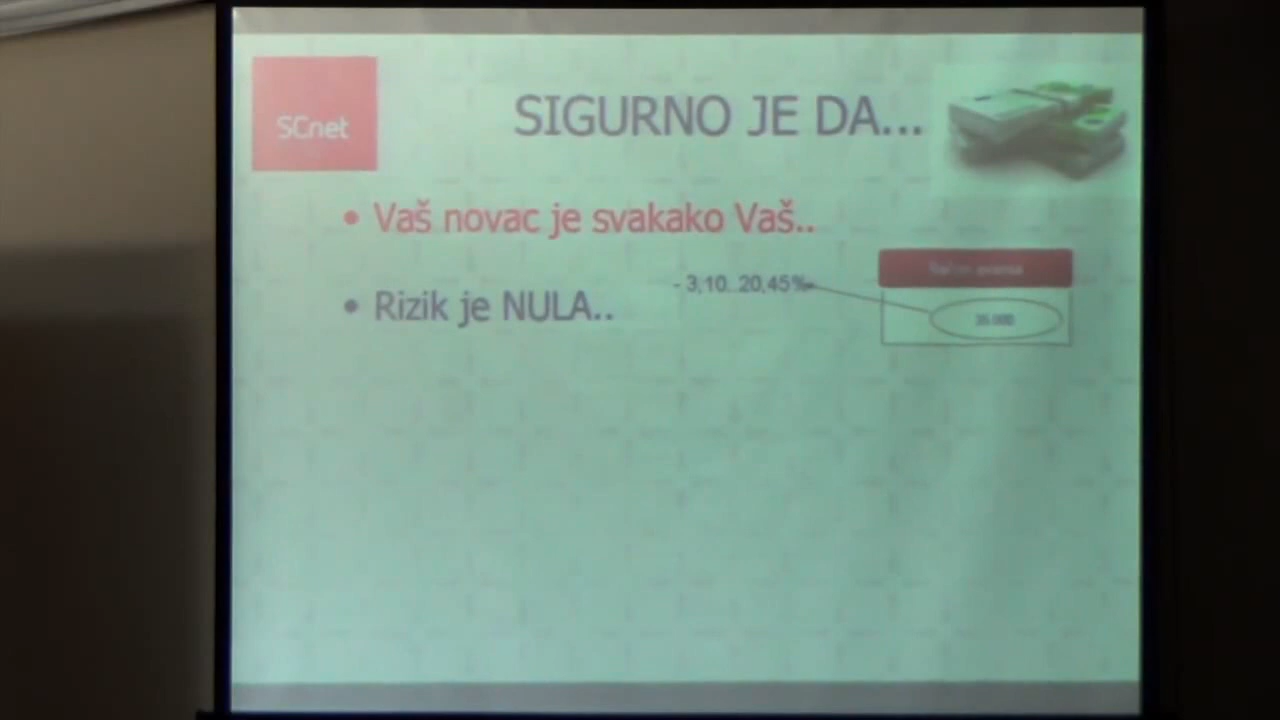 SCnet
SIGURNO JE DA...
• Vaš novac je svakako Vaš..
- 3,10..20,45%
• Rizik je NULA..